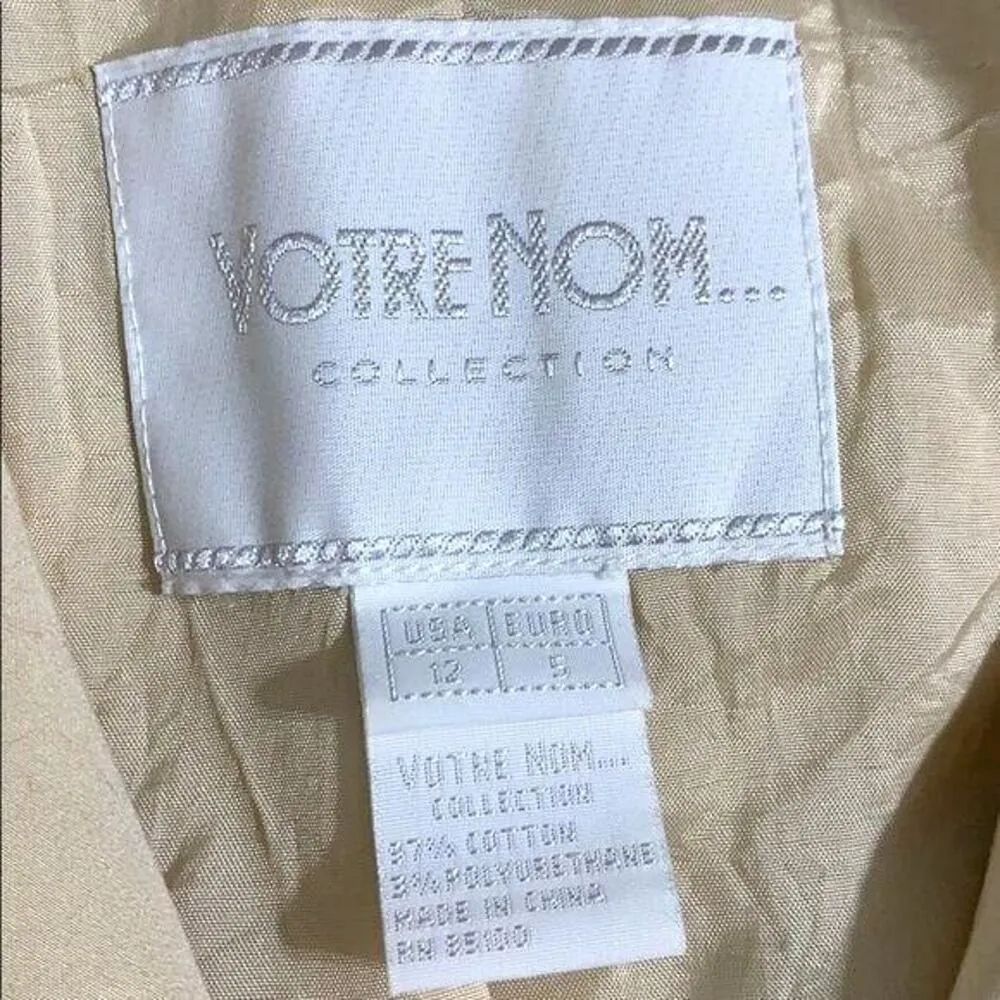 VOTRE NOM...
COLLECTION
USA EURO
12 5
VOTRE NOM....
COLLECTION
97% COTTON
3% POLYURETHANE
MADE IN CHINA
RN 85100